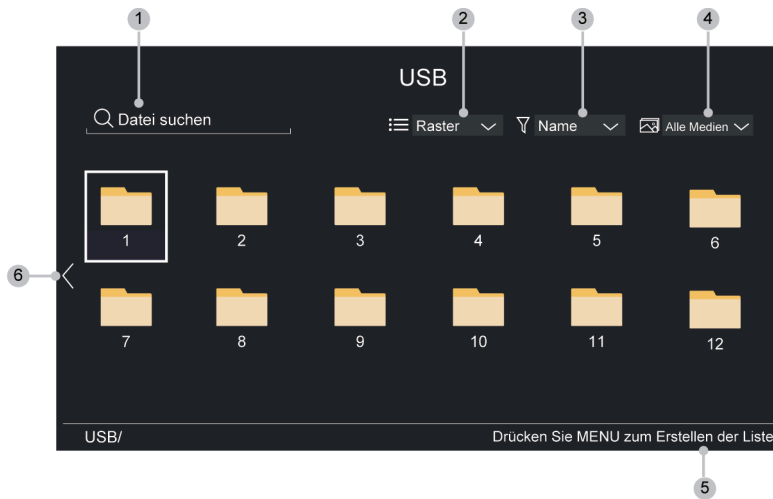 1 2 3 4
USB
Datei suchen Raster Name Alle Medien
1 2 3 4 5 6
6
7 8 9 10 11 12
USB/ Drücken Sie MENU zum Erstellen der Liste
5